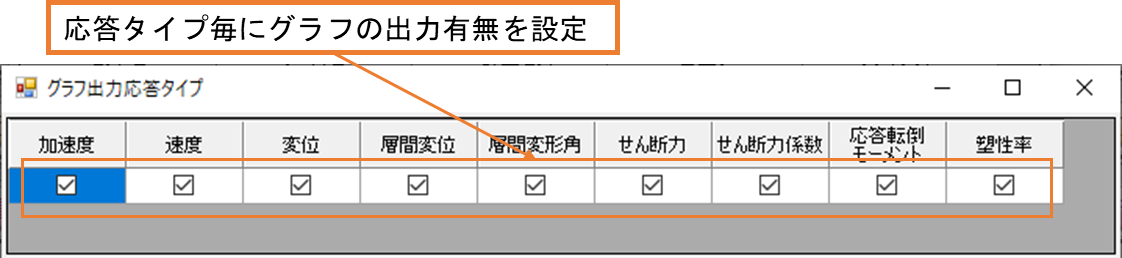 応答タイプ毎にグラフの出力有無を設定
グラフ出力応答タイプ
加速度 速度 変位 層間変位 層間変形角 せん断力 せん断力係数 応答転倒 塑性率
モーメント